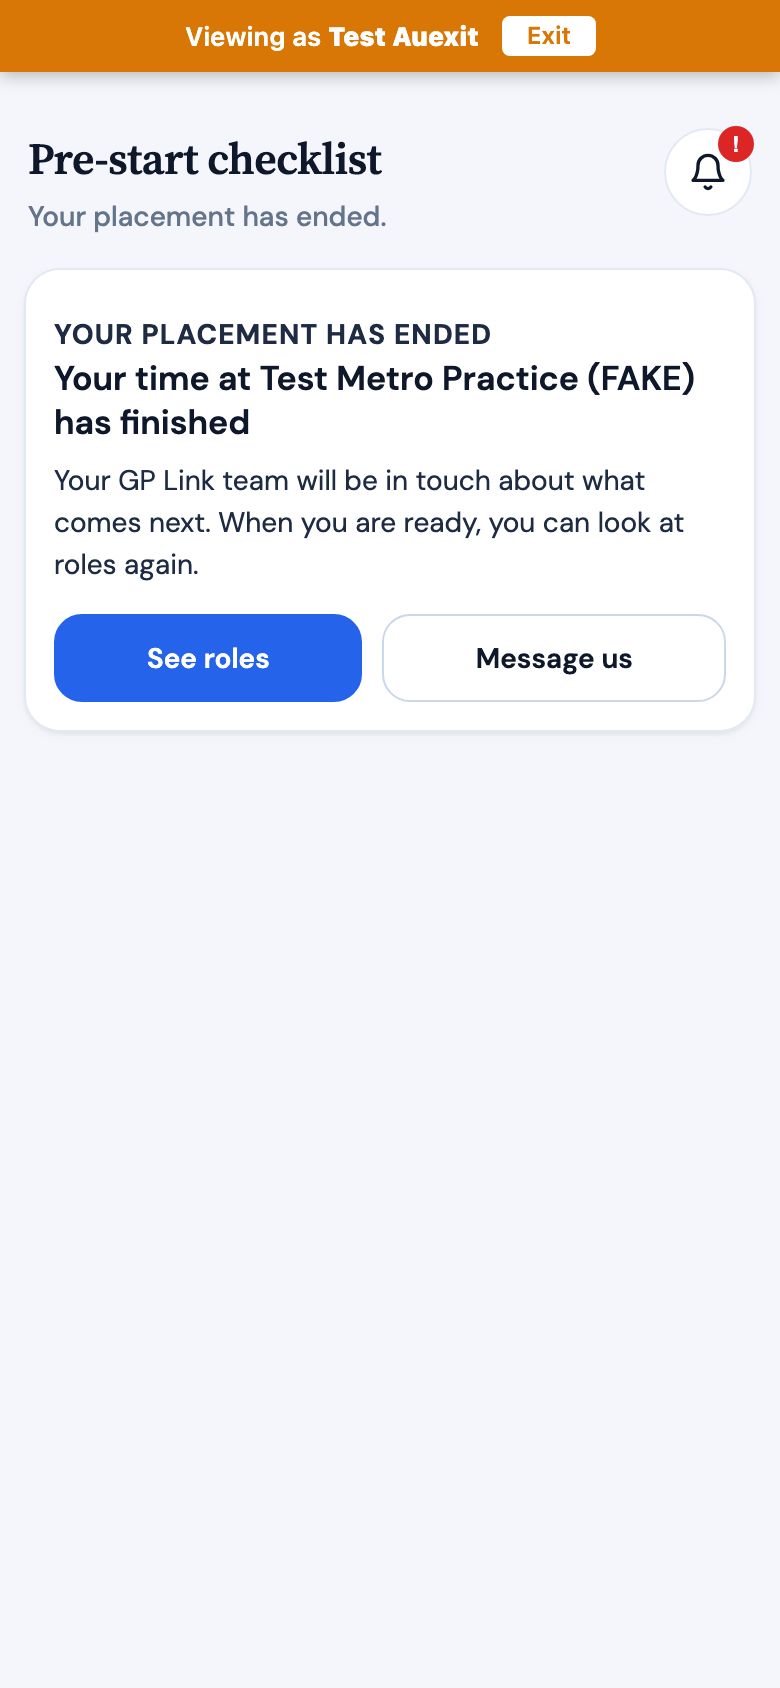 Viewing as Test Auexit Exit
Pre-start checklist
!
Your placement has ended.
YOUR PLACEMENT HAS ENDED
Your time at Test Metro Practice (FAKE)
has finished
Your GP Link team will be in touch about what
comes next. When you are ready, you can look at
roles again.
See roles
Message us